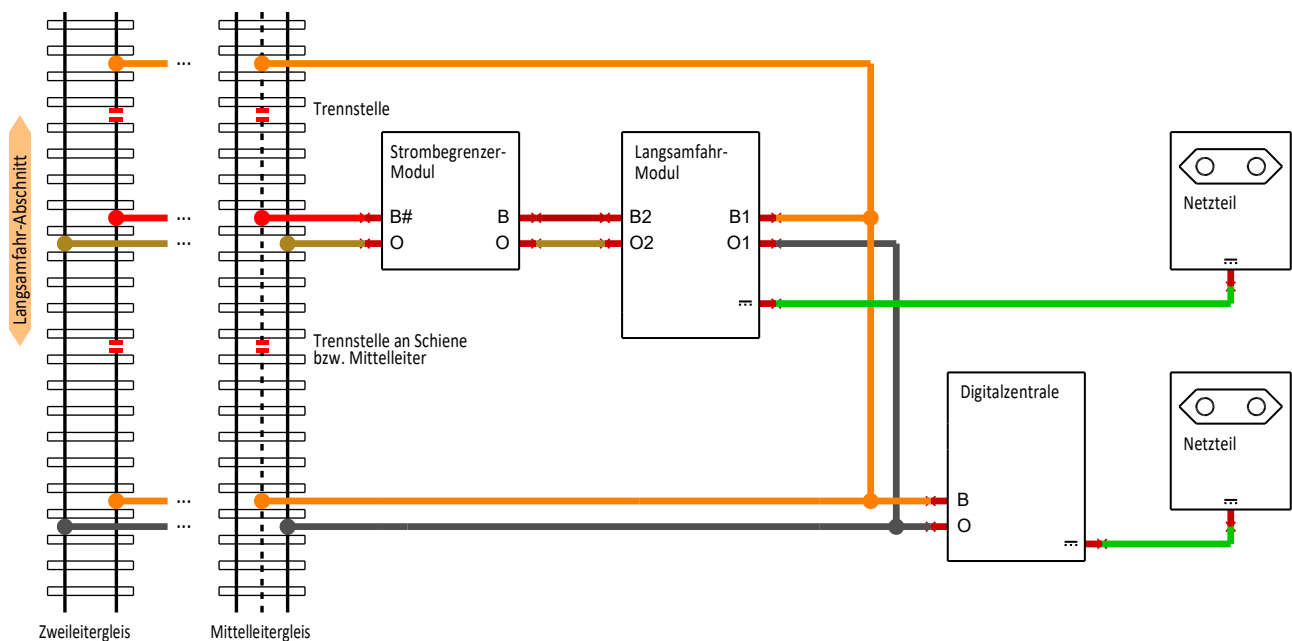 ...
...
Trennstelle
Langsamfahr-Abschnitt
Strombegrenzer-
Modul
Langsamfahr-
Modul
Netzteil
...
B#
B
B2
B1
...
O
O
O2
O1
Trennstelle an Schiene
bzw. Mittelleiter
Digitalzentrale
Netzteil
...
B
...
O
Zweileitergleis
Mittelleitergleis